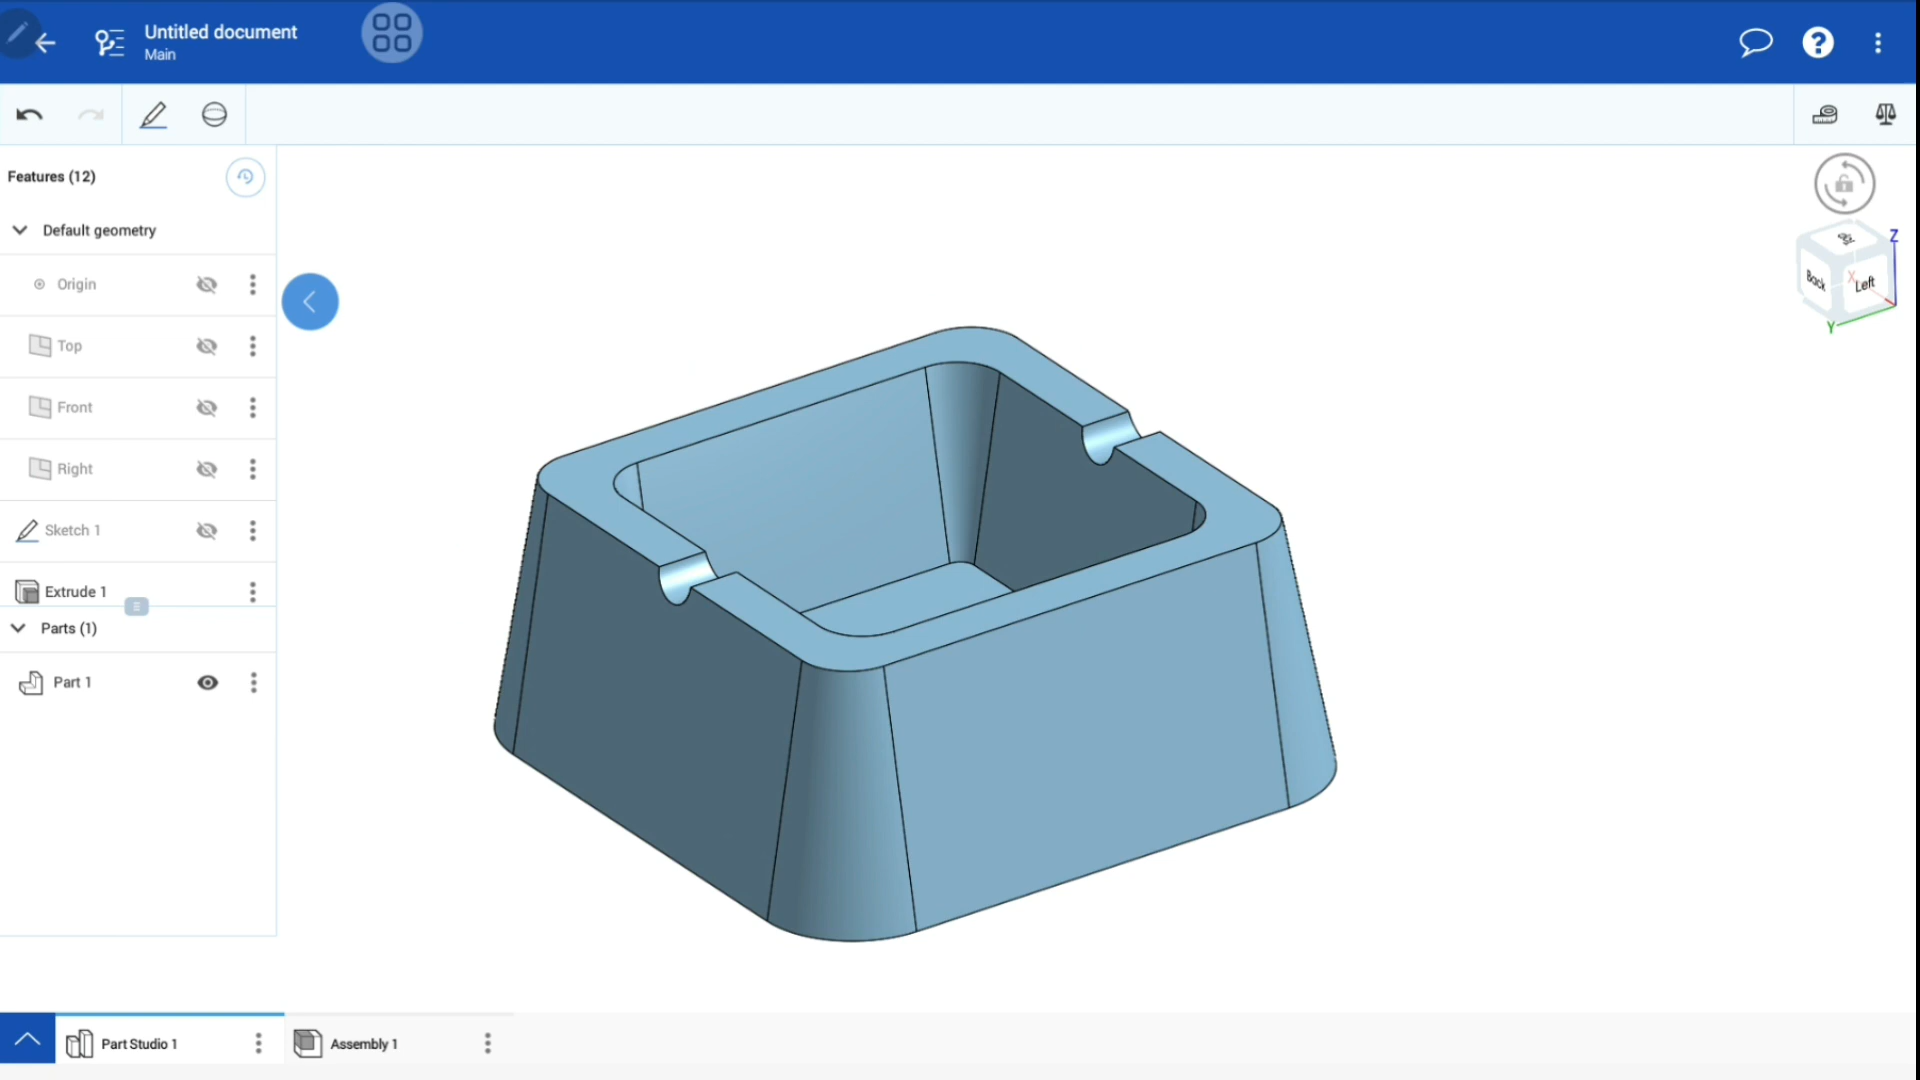 Untitled document
Main
Features (12)
Default geometry
Origin
Top
Front
Right
Sketch 1
Extrude 1
Parts (1)
Part 1
Z
Back
X
Left
Y
Part Studio 1
Assembly 1